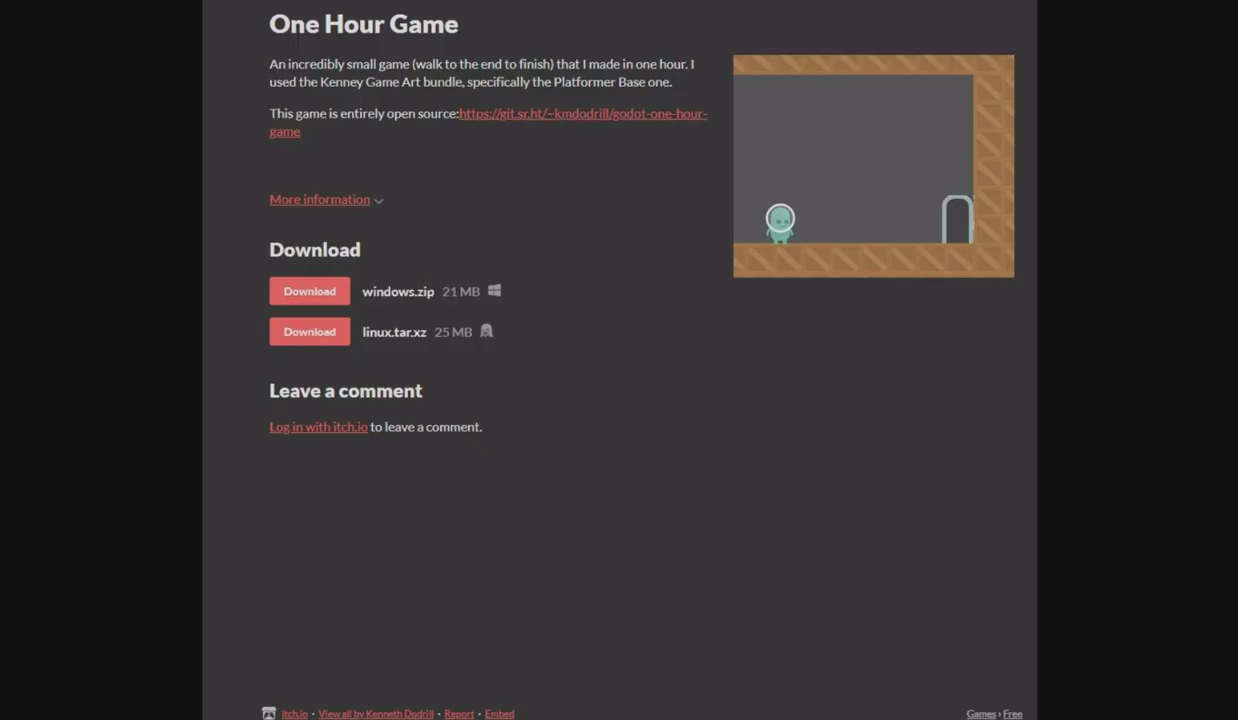 One Hour Game
An incredibly small game (walk to the end to finish) that I made in one hour. I
used the Kenney Game Art bundle, specifically the Platformer Base one.
This game is entirely open source:https://git.sr.ht/~kmdodrill/godot-one-hour-
game
More information
Download
Download windows.zip 21 MB
Download linux.tar.xz 25 MB
Leave a comment
Log in with itch.io to leave a comment.
itch.io · View all by Kenneth Dodrill · Report · Embed
Games › Free